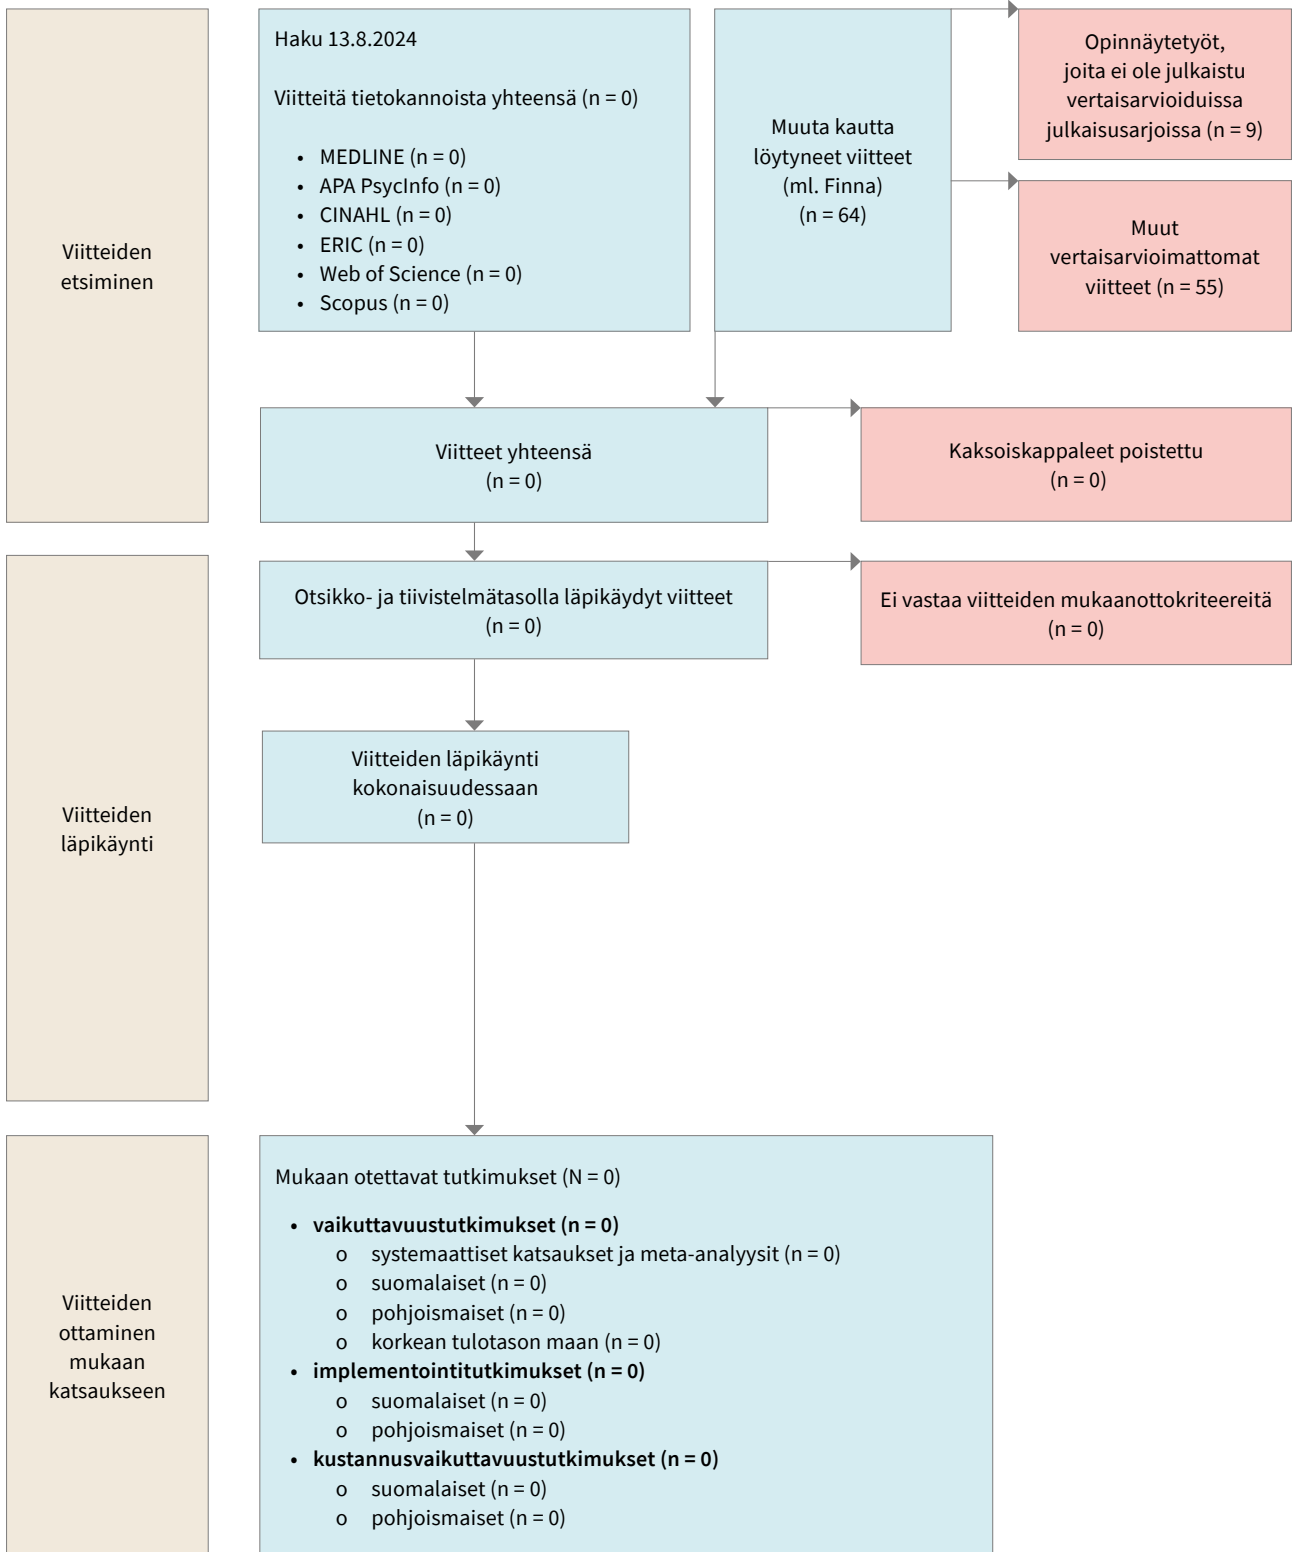 Viitteiden
etsiminen
Haku 13.8.2024
Viitteitä tietokannoista yhteensä (n = 0)
• MEDLINE (n = 0)
• APA PsycInfo (n = 0)
• CINAHL (n = 0)
• ERIC (n = 0)
• Web of Science (n = 0)
• Scopus (n = 0)
Muuta kautta
löytyneet viitteet
(ml. Finna)
(n = 64)
Opinnäytetyöt,
joita ei ole julkaistu
vertaisarvioiduissa
julkaisusarjoissa (n = 9)
Muut
vertaisarvioimattomat
viitteet (n = 55)
Viitteet yhteensä
(n = 0)
Kaksoiskappaleet poistettu
(n = 0)
Viitteiden
läpikäynti
Otsikko- ja tiivistelmätasolla läpikäydyt viitteet
(n = 0)
Ei vastaa viitteiden mukaanottokriteereitä
(n = 0)
Viitteiden läpikäynti
kokonaisuudessaan
(n = 0)
Viitteiden
ottaminen
mukaan
katsaukseen
Mukaan otettavat tutkimukset (N = 0)
• vaikuttavuustutkimukset (n = 0)
o systemaattiset katsaukset ja meta-analyysit (n = 0)
o suomalaiset (n = 0)
o pohjoismaiset (n = 0)
o korkean tulotason maan (n = 0)
• implementointitutkimukset (n = 0)
o suomalaiset (n = 0)
o pohjoismaiset (n = 0)
• kustannusvaikuttavuustutkimukset (n = 0)
o suomalaiset (n = 0)
o pohjoismaiset (n = 0)